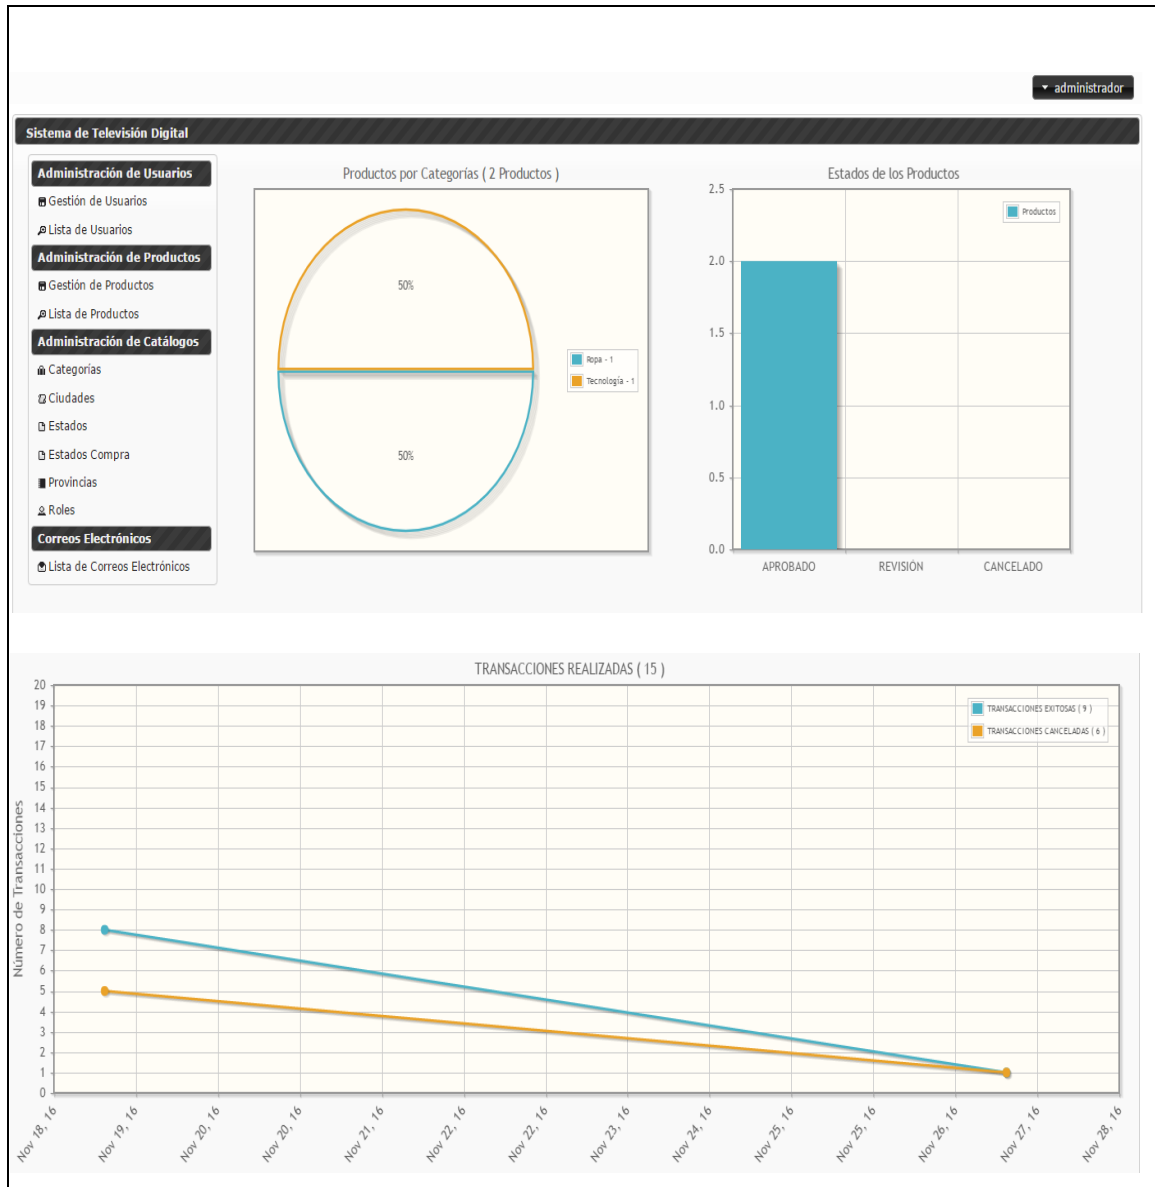 administrador
Sistema de Televisión Digital
Administración de Usuarios
Gestión de Usuarios
Lista de Usuarios
Administración de Productos
Gestión de Productos
Lista de Productos
Administración de Catálogos
Categorías
Ciudades
Estados
Estados Compra
Provincias
Roles
Correos Electrónicos
Lista de Correos Electrónicos
Productos por Categorías ( 2 Productos )
50%
50%
Ropa - 1
Tecnología - 1
Estados de los Productos
2.5
2.0
1.5
1.0
0.5
0.0
Productos
APROBADO
REVISIÓN
CANCELADO
TRANSACCIONES REALIZADAS ( 15 )
Número de Transacciones
20
19
18
17
16
15
14
13
12
11
10
9
8
7
6
5
4
3
2
1
0
TRANSACCIONES EXITOSAS ( 9 )
TRANSACCIONES CANCELADAS ( 6 )
Nov 18, 16
Nov 19, 16
Nov 20, 16
Nov 20, 16
Nov 21, 16
Nov 22, 16
Nov 22, 16
Nov 23, 16
Nov 24, 16
Nov 25, 16
Nov 25, 16
Nov 26, 16
Nov 27, 16
Nov 28, 16